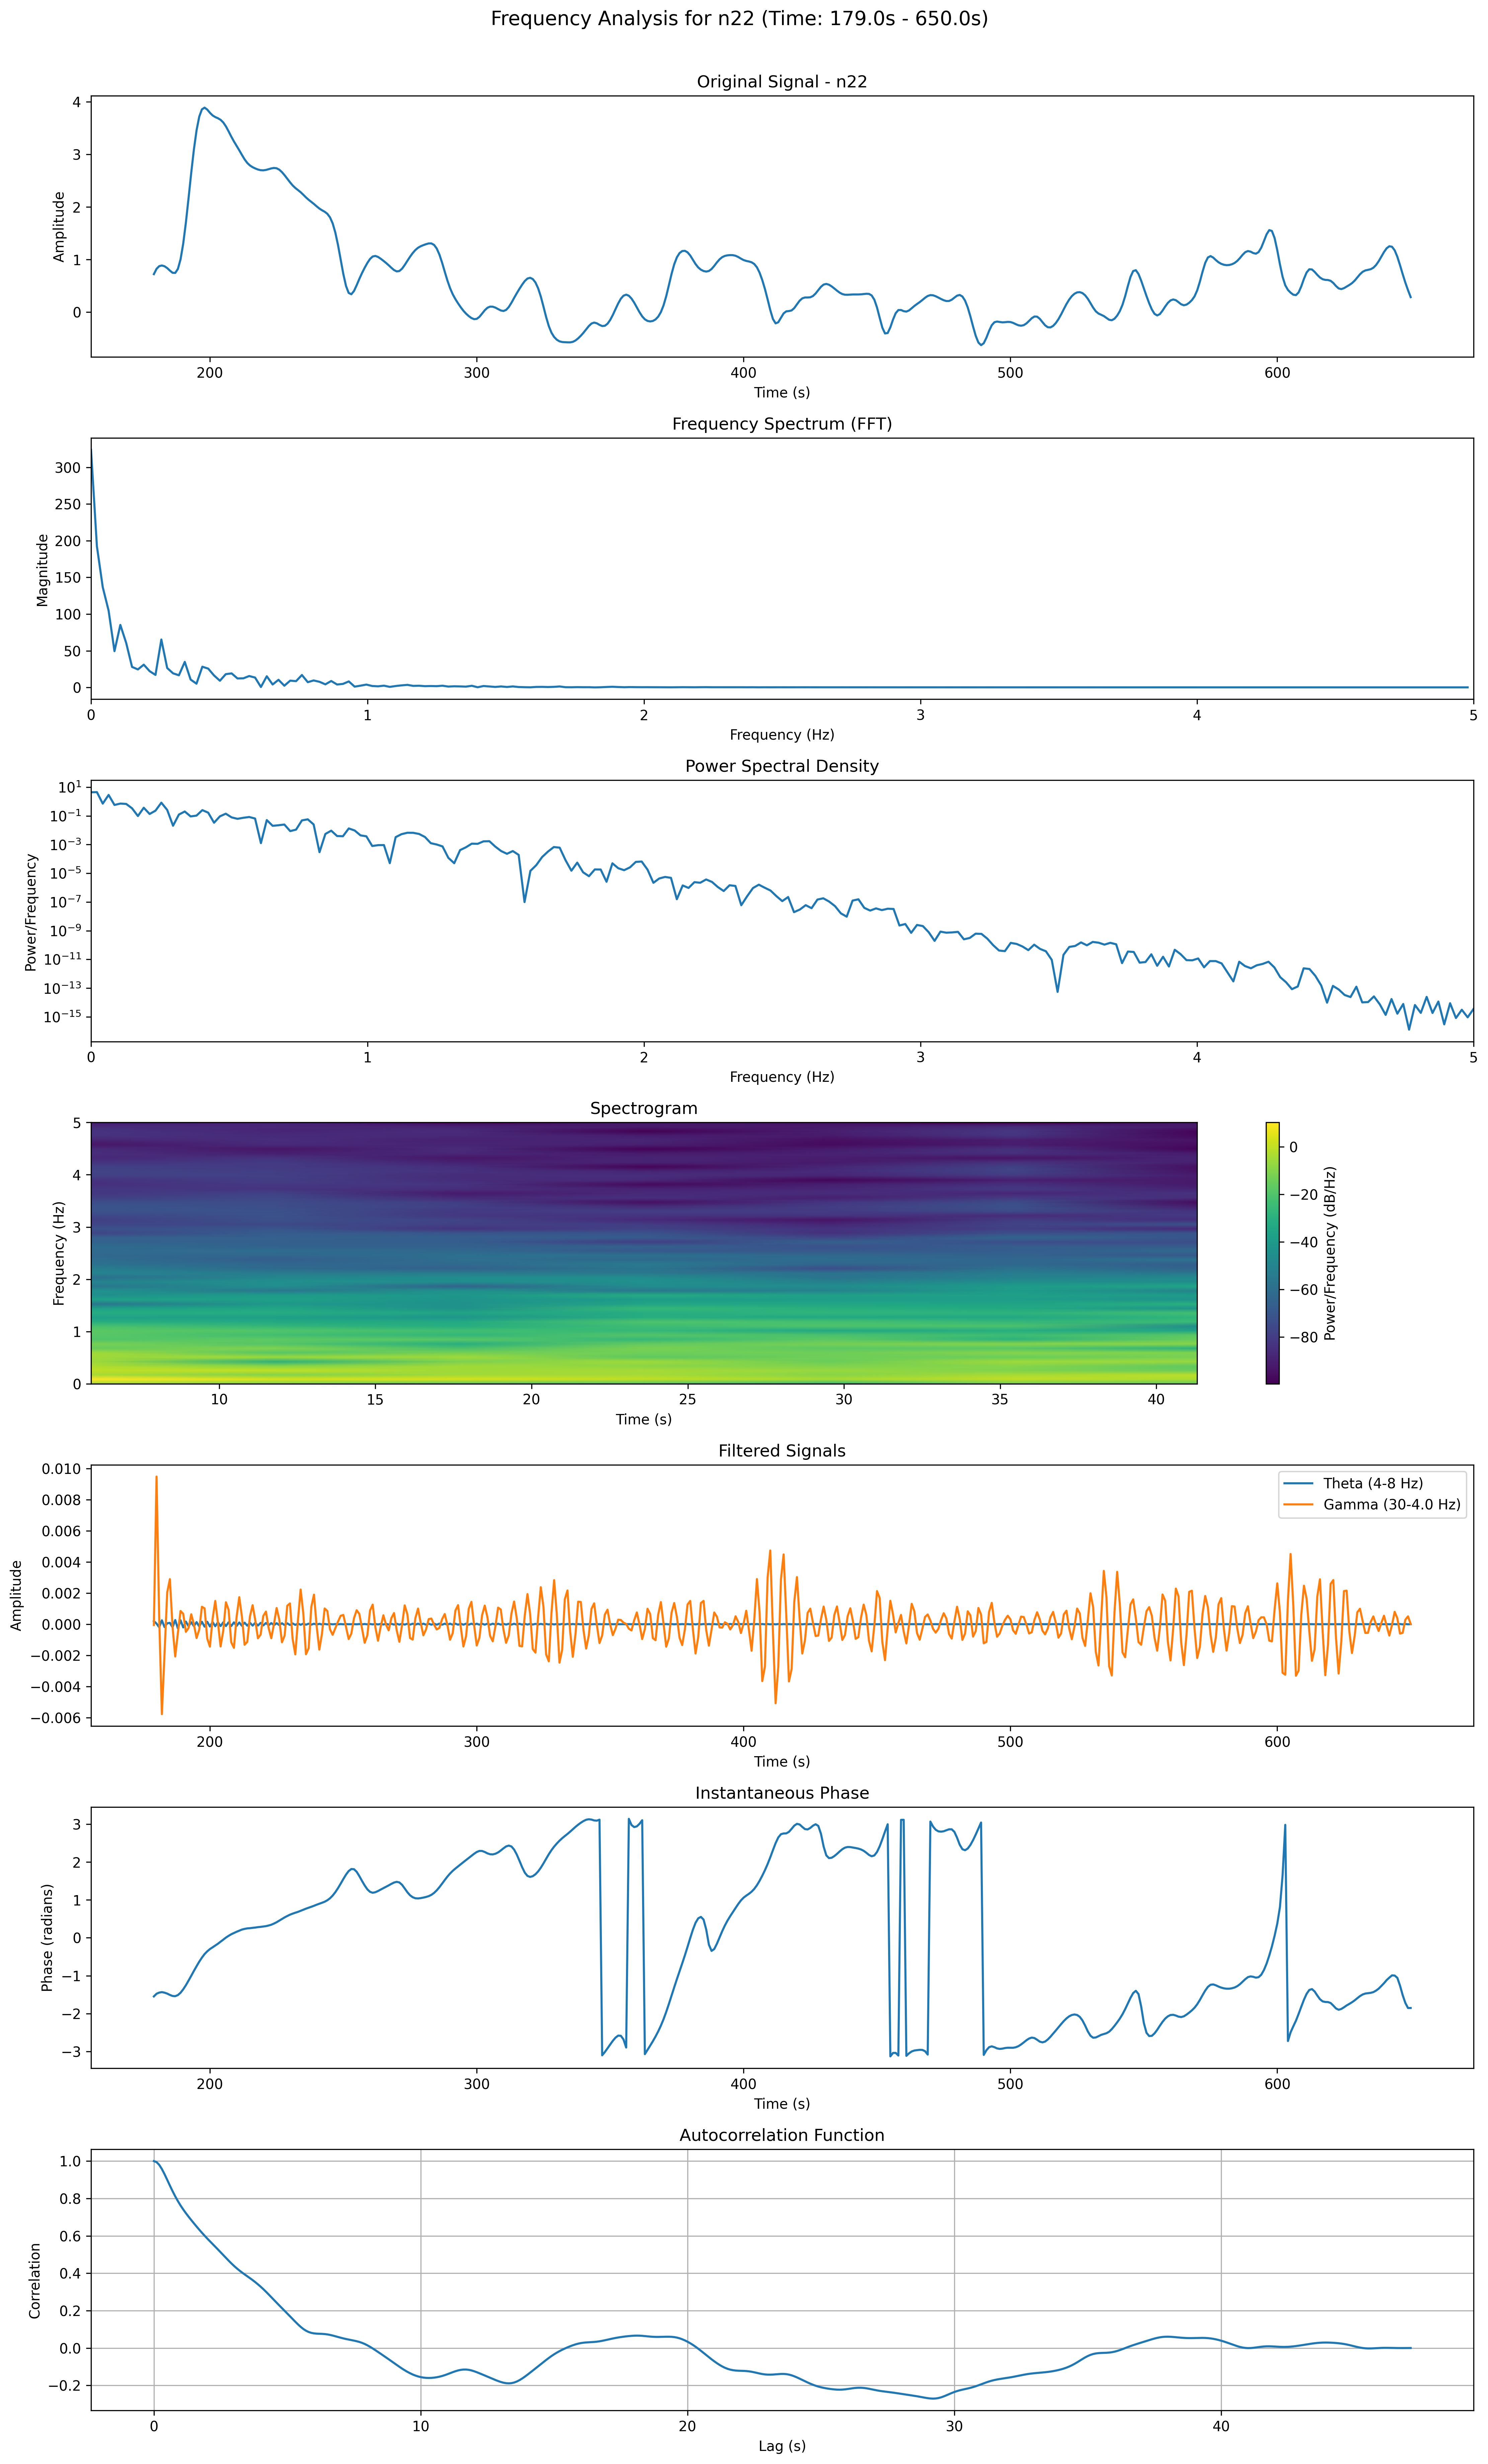 Frequency Analysis for n22 (Time: 179.0s - 650.0s)
Original Signal - n22
Amplitude
4
3
2
1
0
200 300 400 500 600
Time (s)
Frequency Spectrum (FFT)
Magnitude
300
250
200
150
100
50
0
0 1 2 3 4 5
Frequency (Hz)
Power Spectral Density
Power/Frequency
10¹
10⁻¹
10⁻³
10⁻⁵
10⁻⁷
10⁻⁹
10⁻¹¹
10⁻¹³
10⁻¹⁵
0 1 2 3 4 5
Frequency (Hz)
Spectrogram
Frequency (Hz)
5
4
3
2
1
0
10 15 20 25 30 35 40
Time (s)
0
−20
−40
−60
−80
Power/Frequency (dB/Hz)
Filtered Signals
Amplitude
0.010
0.008
0.006
0.004
0.002
0.000
−0.002
−0.004
−0.006
Theta (4-8 Hz)
Gamma (30-4.0 Hz)
200 300 400 500 600
Time (s)
Instantaneous Phase
Phase (radians)
3
2
1
0
−1
−2
−3
200 300 400 500 600
Time (s)
Autocorrelation Function
Correlation
1.0
0.8
0.6
0.4
0.2
0.0
−0.2
0 10 20 30 40
Lag (s)